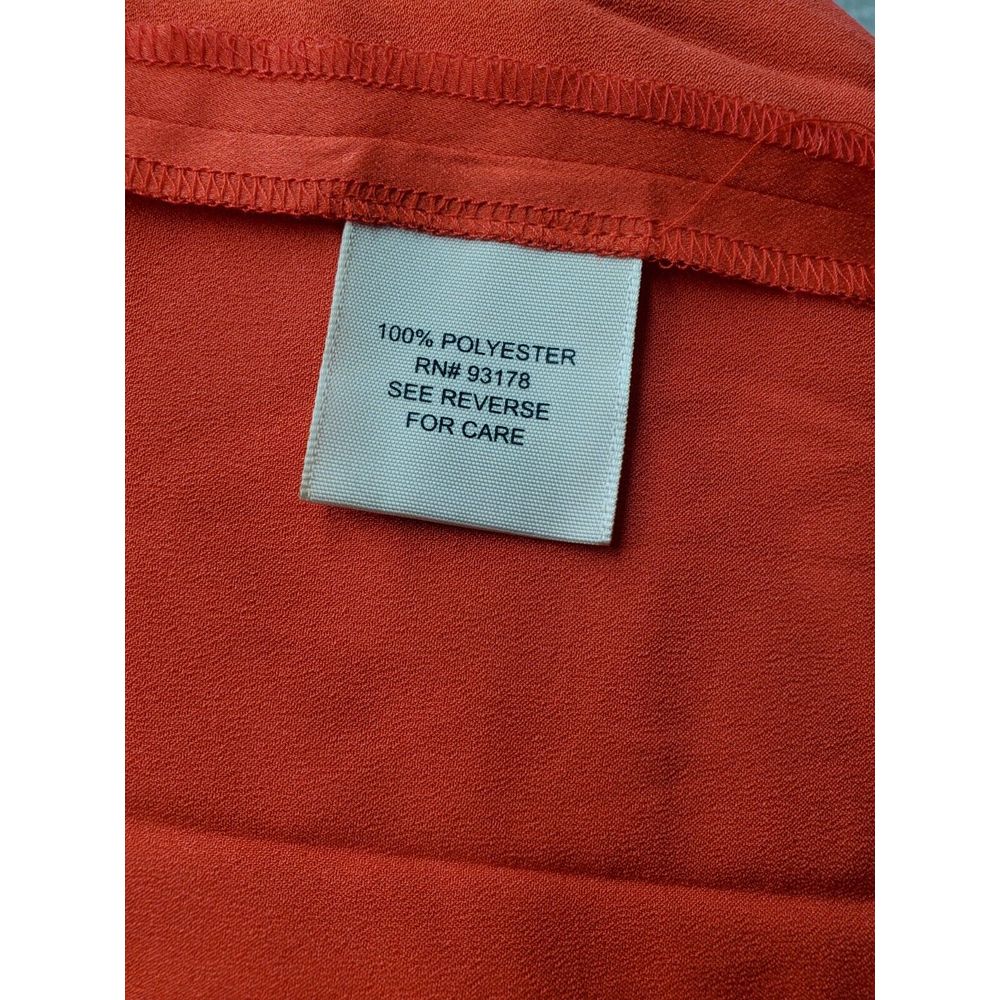 100% POLYESTER
RN# 93178
SEE REVERSE
FOR CARE